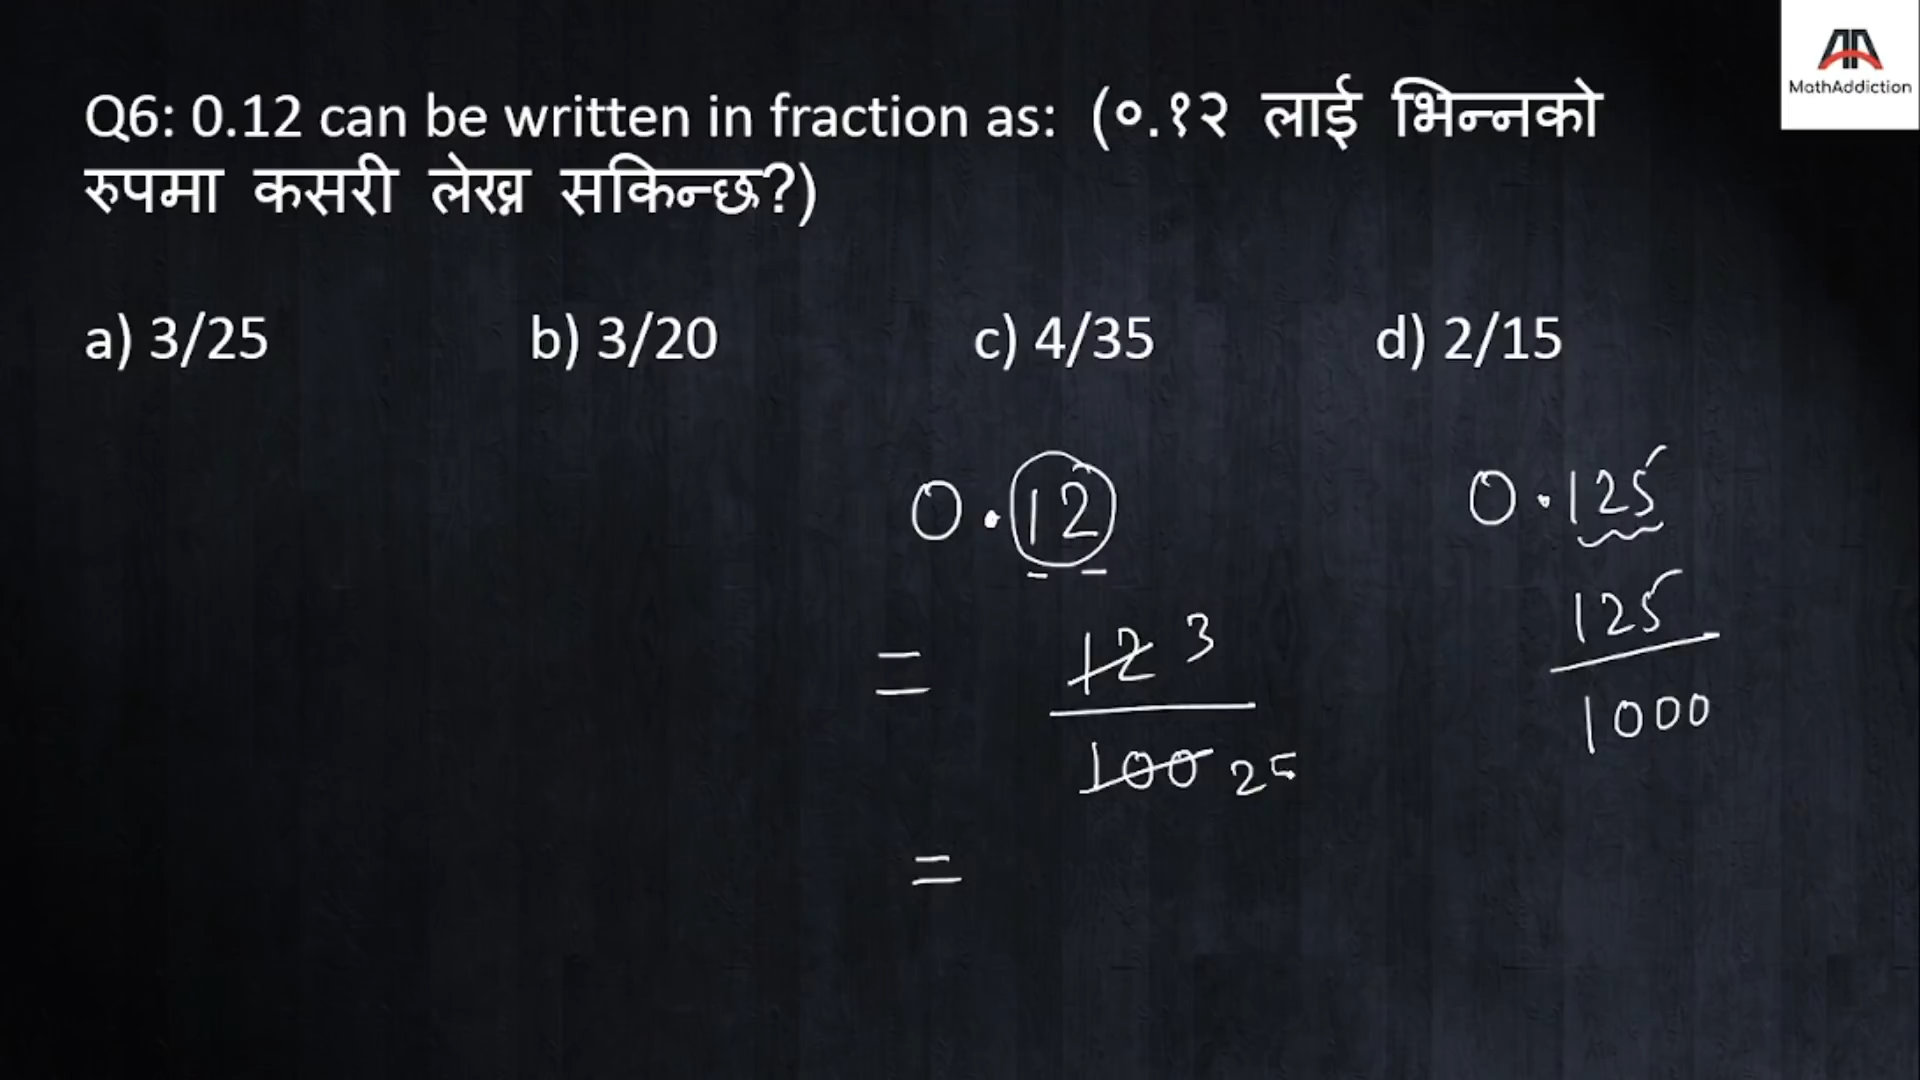 MathAddiction
Q6: 0.12 can be written in fraction as: (०.१२ लाई भिन्नको
रुपमा कसरी लेख्न सकिन्छ?)
a) 3/25 b) 3/20 c) 4/35 d) 2/15
0.12 0.125
= 12 3 125
100 25 1000
=